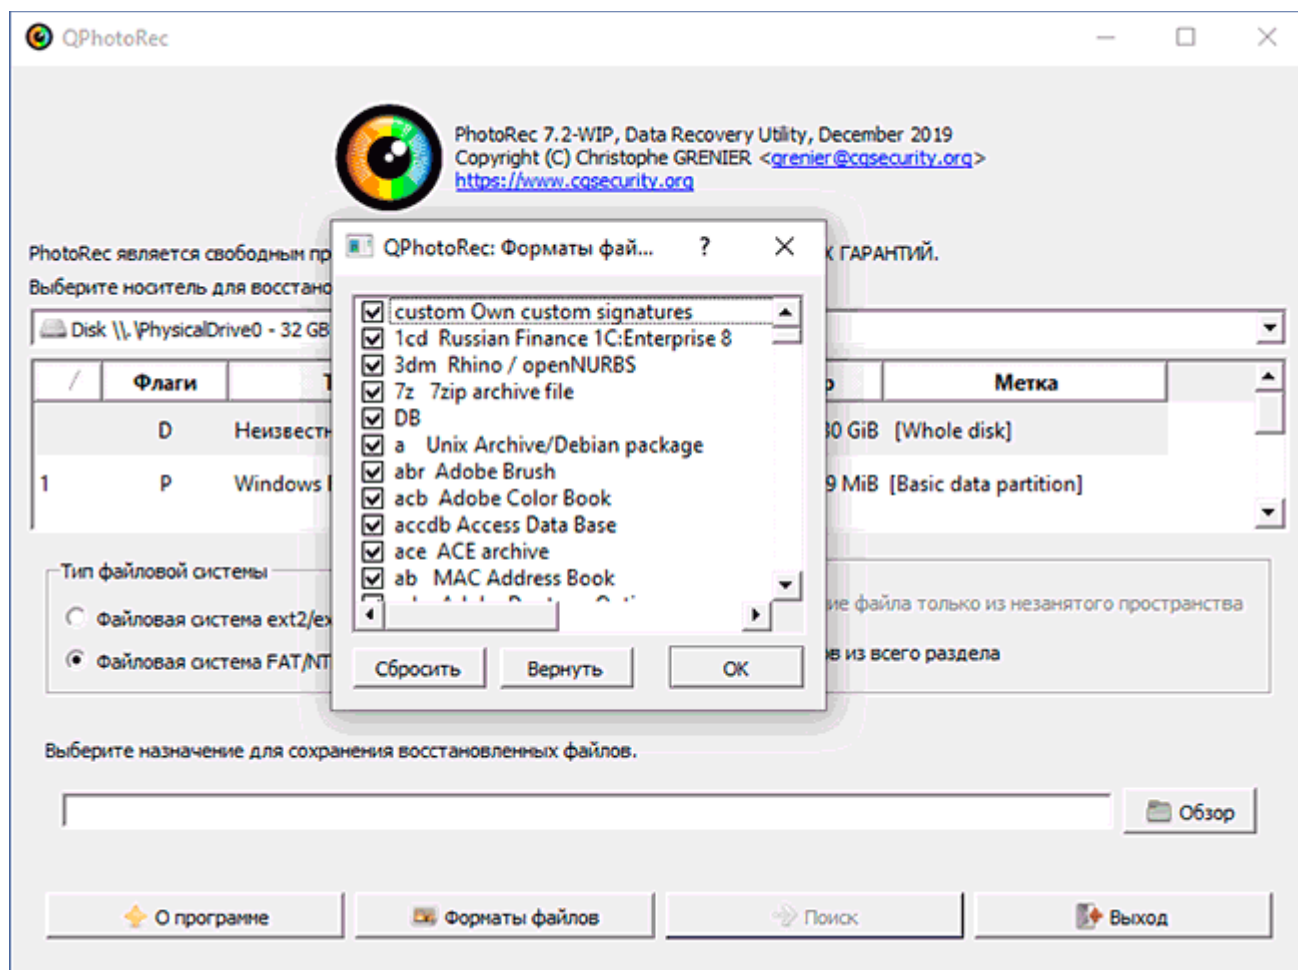 QPhotoRec
PhotoRec 7.2-WIP, Data Recovery Utility, December 2019
Copyright (C) Christophe GRENIER <grenier@cgsecurity.org>
https://www.cgsecurity.org
PhotoRec является свободным пр
Х ГАРАНТИЙ.
Выберите носитель для восстано
Disk \\.\PhysicalDrive0 - 32 GB
/ Флаги Т р Метка
D Неизвестн 30 GiB [Whole disk]
1 P Windows 9 MiB [Basic data partition]
Тип файловой системы
Файловая система ext2/ex
Файловая система FAT/NT
ие файла только из незанятого пространства
ов из всего раздела
QPhotoRec: Форматы фай... ?
custom Own custom signatures
1cd Russian Finance 1C:Enterprise 8
3dm Rhino / openNURBS
7z 7zip archive file
DB
a Unix Archive/Debian package
abr Adobe Brush
acb Adobe Color Book
accdb Access Data Base
ace ACE archive
ab MAC Address Book
Сбросить Вернуть OK
Выберите назначение для сохранения восстановленных файлов.
Обзор
О программе Форматы файлов Поиск Выход